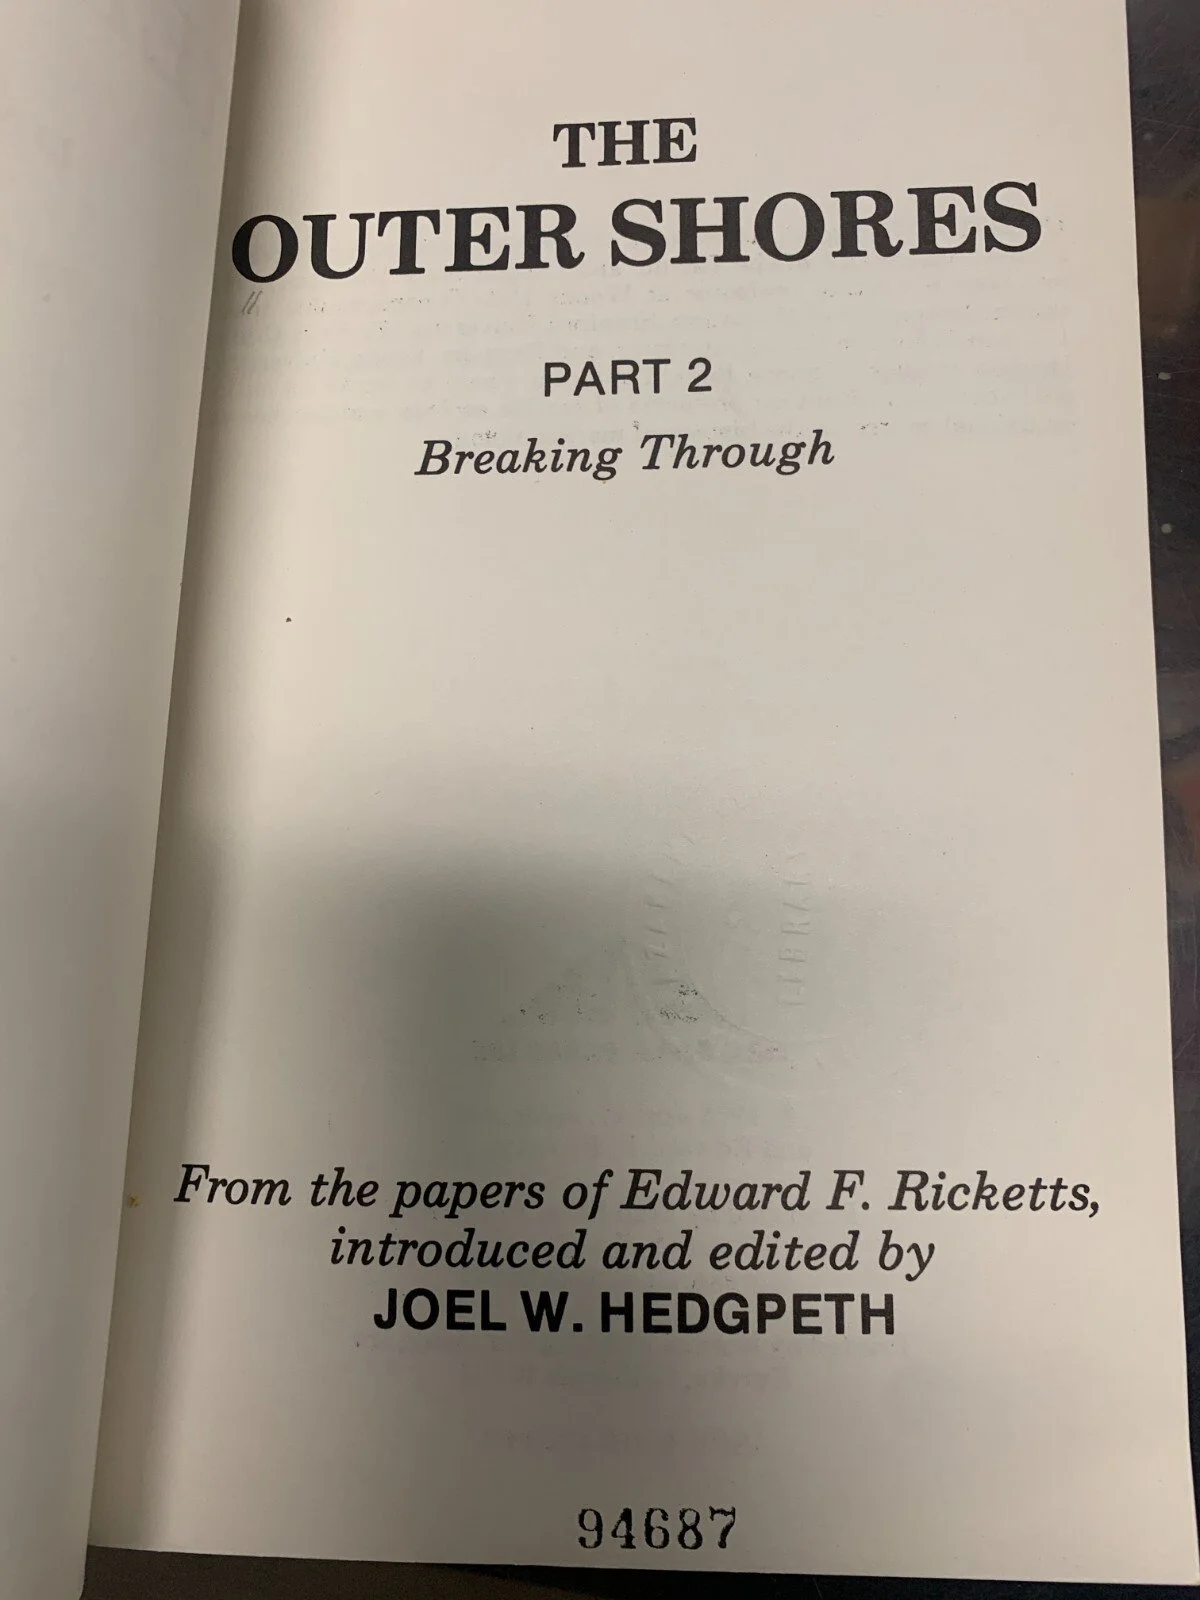 THE
OUTER SHORES
PART 2
Breaking Through
LIBRARY
From the papers of Edward F. Ricketts,
introduced and edited by
JOEL W. HEDGPETH
94687